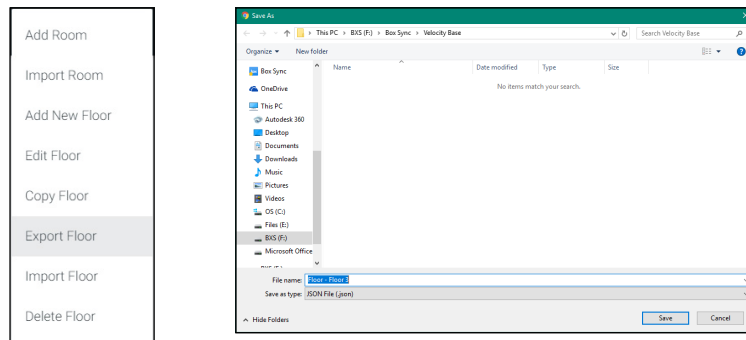 Add Room
Import Room
Add New Floor
Edit Floor
Copy Floor
Export Floor
Import Floor
Delete Floor
Save As
This PC > BXS (F:) > Box Sync > Velocity Base
Search Velocity Base
Organize
New folder
Name Date modified Type Size
No items match your search.
Box Sync
OneDrive
This PC
Autodesk 360
Desktop
Documents
Downloads
Music
Pictures
Videos
OS (C:)
Files (E:)
BXS (F:)
Microsoft Office
File name: Floor - Floor 3
Save as type: JSON File (.json)
Hide Folders
Save
Cancel